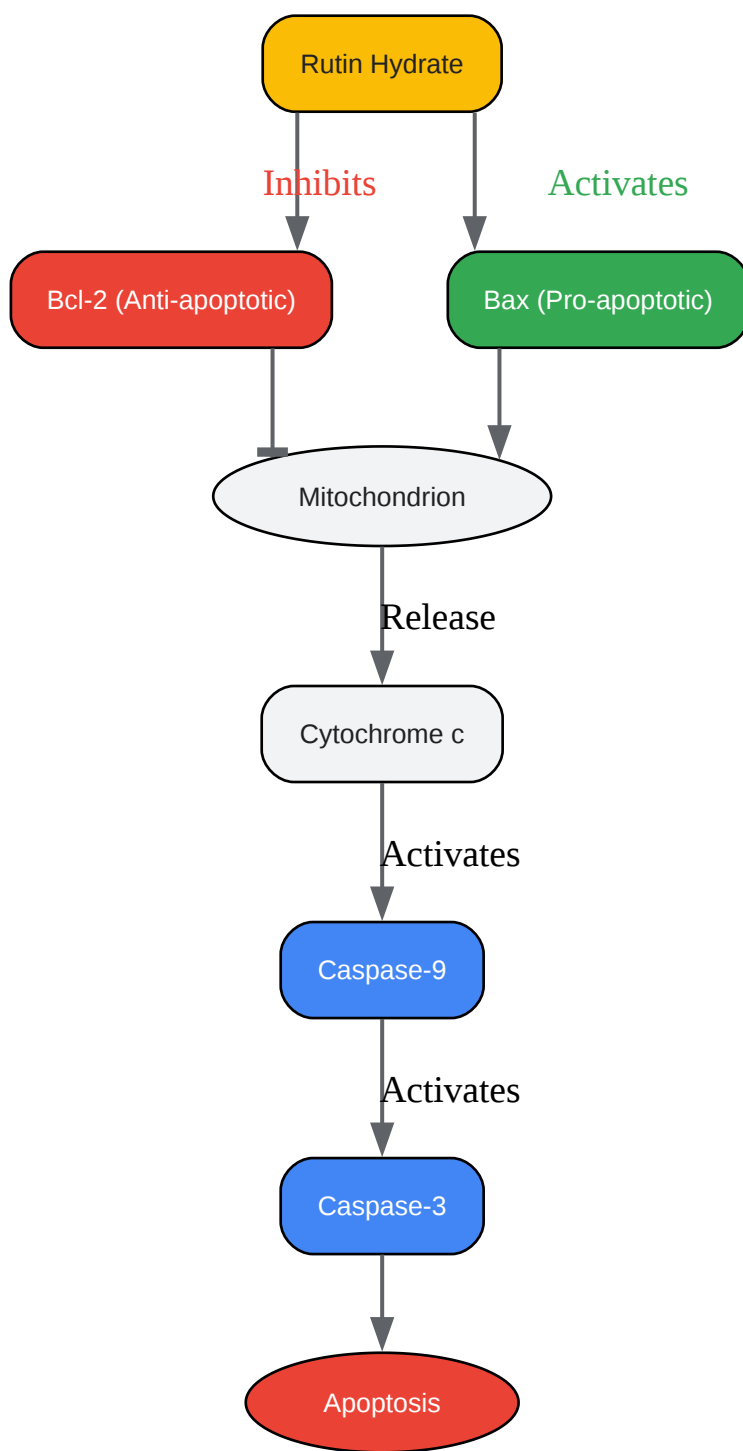 Rutin Hydrate
Inhibits
Activates
Bcl-2 (Anti-apoptotic)
Bax (Pro-apoptotic)
Mitochondrion
Release
Cytochrome c
Activates
Caspase-9
Activates
Caspase-3
Apoptosis